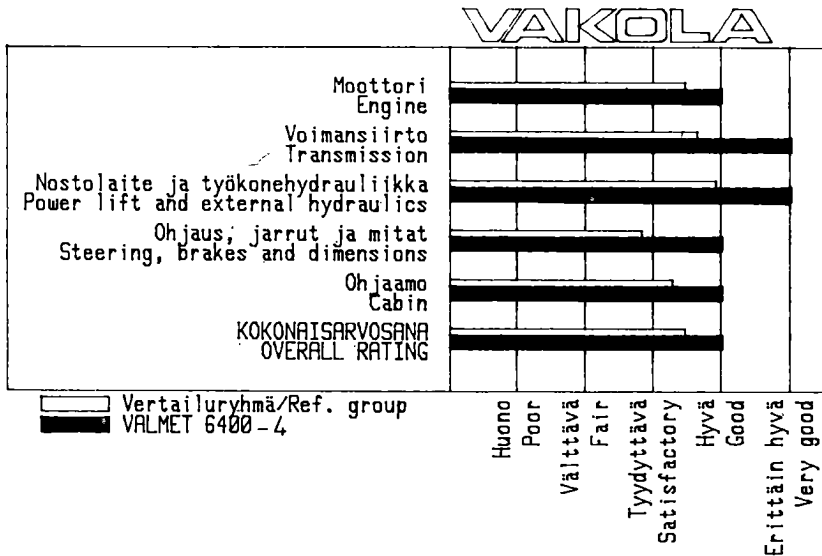 VAKOLA
Moottori
Engine
Voimansiirto
Transmission
Nostolaite ja työkonehydrauliikka
Power lift and external hydraulics
Ohjaus, jarrut ja mitat
Steering, brakes and dimensions
Ohjaamo
Cabin
KOKONAISARVOSANA
OVERALL RATING
Vertailuryhmä/Ref. group
VALMET 6400-4
Huono
Poor
Välttävä
Fair
Tyydyttävä
Satisfactory
Hyvä
Good
Erittäin hyvä
Very good